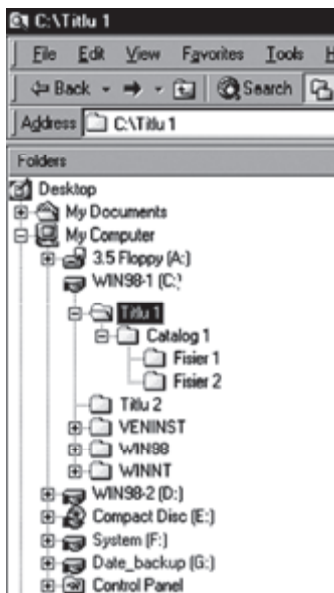 C:\Titlu 1
File Edit View Favorites Tools H
Back Search
Address C:\Titlu 1
Folders
Desktop
My Documents
My Computer
3.5 Floppy (A:)
WIN98-1 (C:)
Titlu 1
Catalog 1
Fisier 1
Fisier 2
Titlu 2
VENINST
WIN98
WINNT
WIN98-2 (D:)
Compact Disc (E:)
System (F:)
Date_backup (G:)
Control Panel